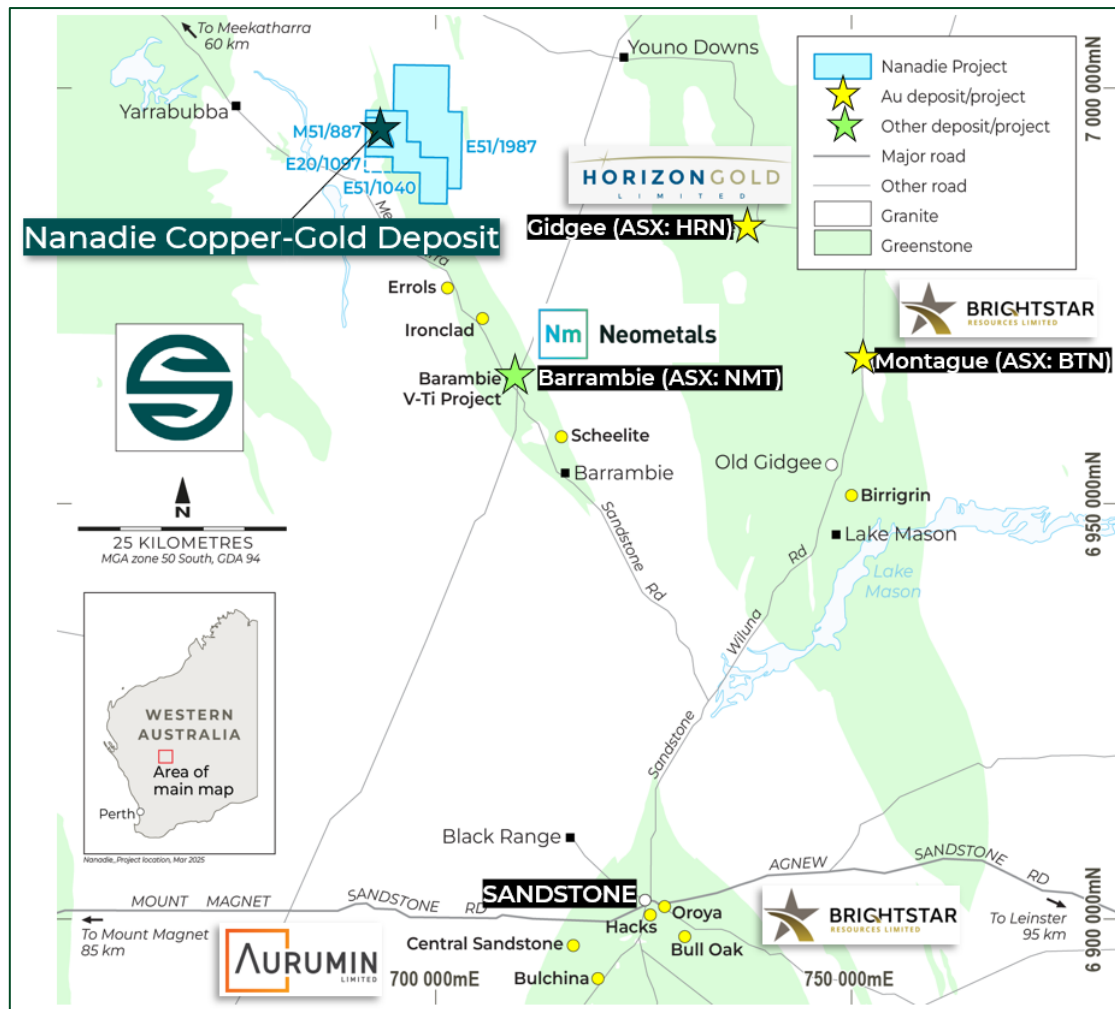 To Meekatharra
60 km
Youno Downs
Yarrabubba
M51/887
E20/1097
E51/1040
E51/1987
Nanadie Project
Au deposit/project
Other deposit/project
Major road
Other road
Granite
Greenstone
7 000 000mN
HORIZON GOLD
LIMITED
Gidgee (ASX: HRN)
Nanadie Copper-Gold Deposit
Errols
Ironclad
Nm Neometals
BRIGHTSTAR
RESOURCES LIMITED
Barambie
V-Ti Project
Barrambie (ASX: NMT)
Montague (ASX: BTN)
Scheelite
Barrambie
Old Gidgee
Birrigrin
Lake Mason
Lake
Mason
6 950 000mN
N
25 KILOMETRES
MGA zone 50 South, GDA 94
Sandstone Rd
Wiluna Rd
Sandstone
WESTERN
AUSTRALIA
Area of
main map
Perth
Nanadie_Project location, Mar 2025
Black Range
MOUNT MAGNET SANDSTONE RD
SANDSTONE
AGNEW SANDSTONE RD
Oroya
Hacks
Bull Oak
Central Sandstone
Bulchina
BRIGHTSTAR
RESOURCES LIMITED
To Leinster
95 km
To Mount Magnet
85 km
AURUMIN
LIMITED
700 000mE
750 000mE
6 900 000mN